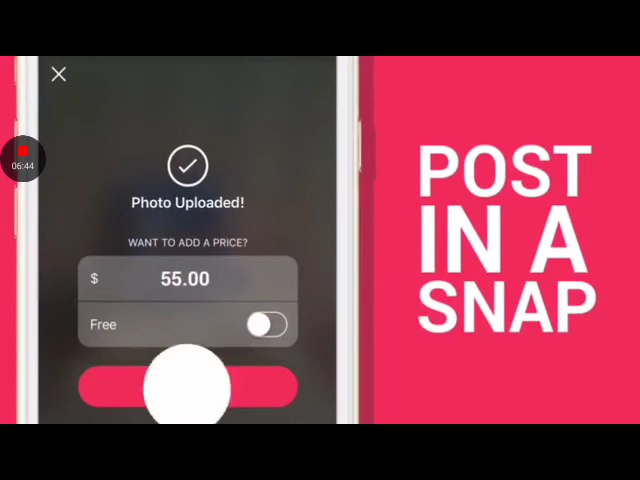 06:44
Photo Uploaded!
WANT TO ADD A PRICE?
$ 55.00
Free
POST
IN A
SNAP